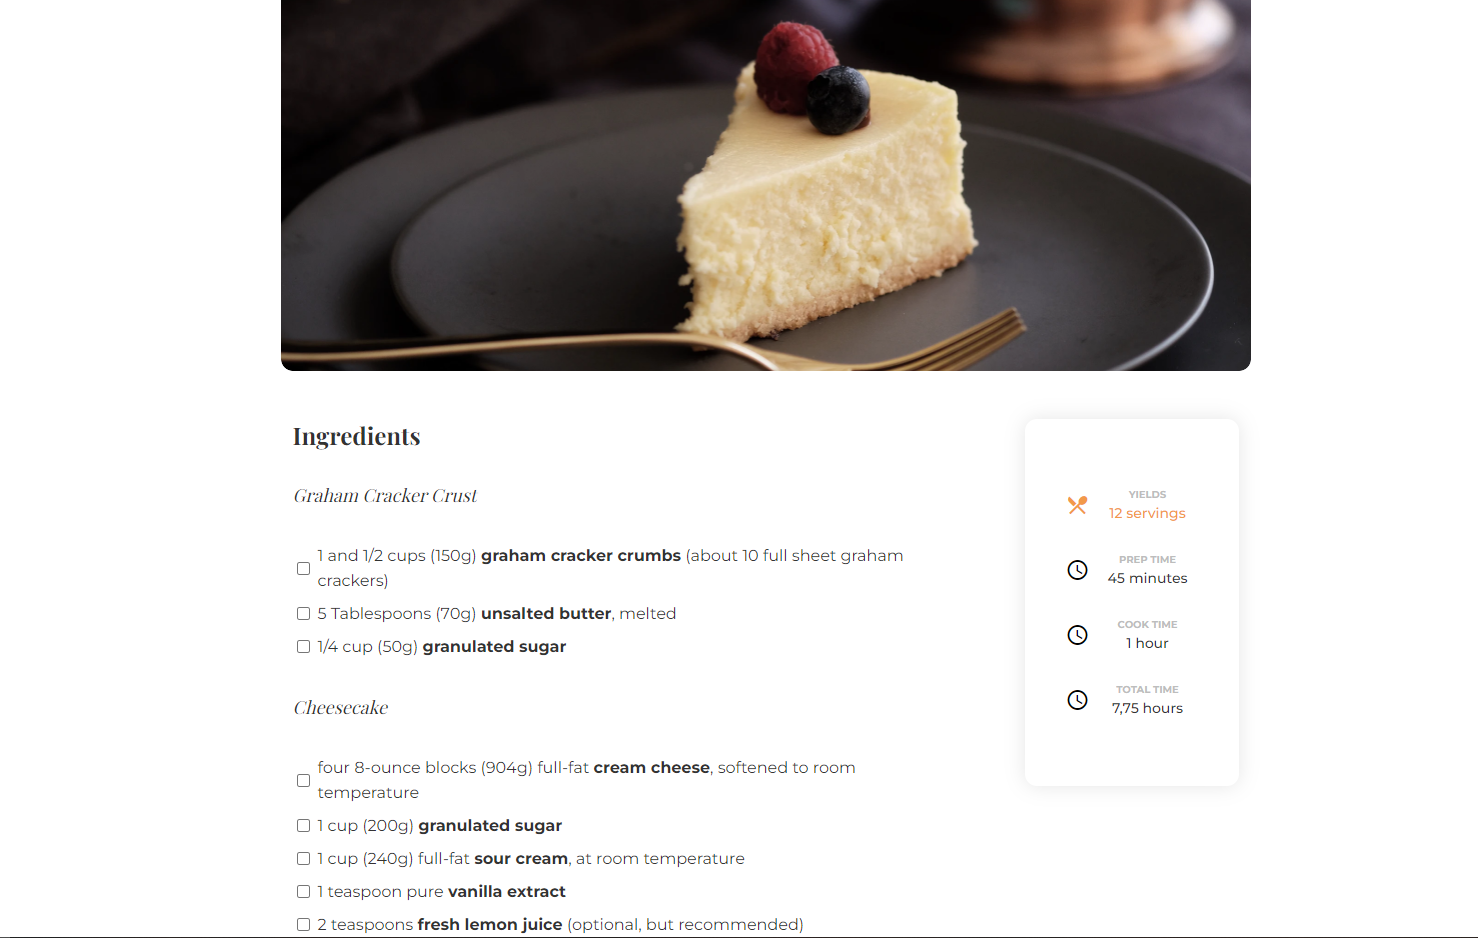 Ingredients
Graham Cracker Crust
1 and 1/2 cups (150g) graham cracker crumbs (about 10 full sheet graham
crackers)
5 Tablespoons (70g) unsalted butter, melted
1/4 cup (50g) granulated sugar
Cheesecake
four 8-ounce blocks (904g) full-fat cream cheese, softened to room
temperature
1 cup (200g) granulated sugar
1 cup (240g) full-fat sour cream, at room temperature
1 teaspoon pure vanilla extract
2 teaspoons fresh lemon juice (optional, but recommended)
YIELDS
12 servings
PREP TIME
45 minutes
COOK TIME
1 hour
TOTAL TIME
7,75 hours